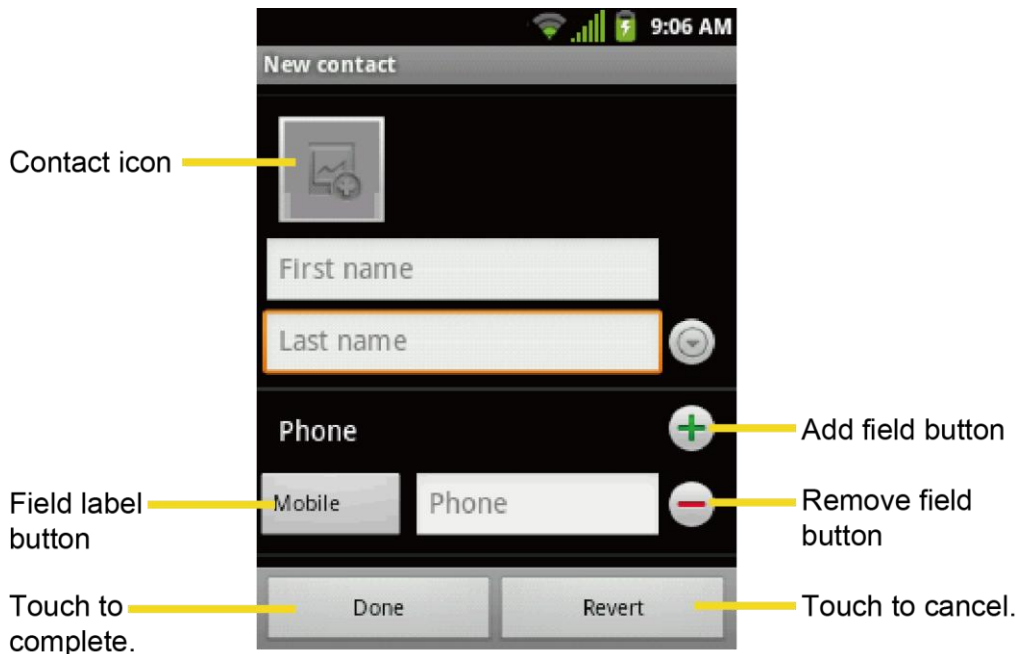 9:06 AM
New contact
Contact icon
First name
Last name
Phone
Add field button
Field label
button
Mobile
Phone
Remove field
button
Touch to
complete.
Done
Revert
Touch to cancel.